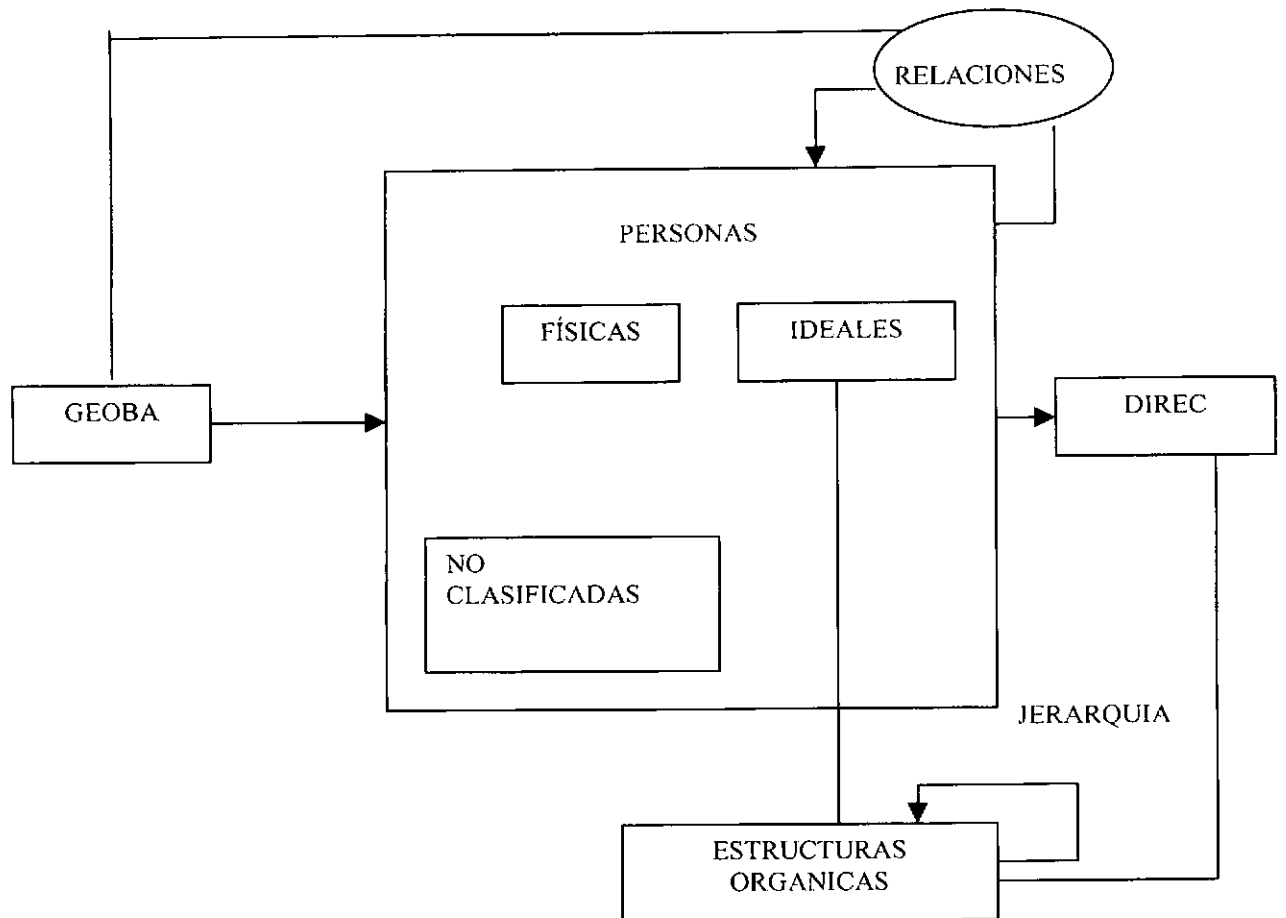 RELACIONES
PERSONAS
FÍSICAS
IDEALES
GEOBA
DIREC
NO
CLASIFICADAS
JERARQUIA
ESTRUCTURAS
ORGANICAS